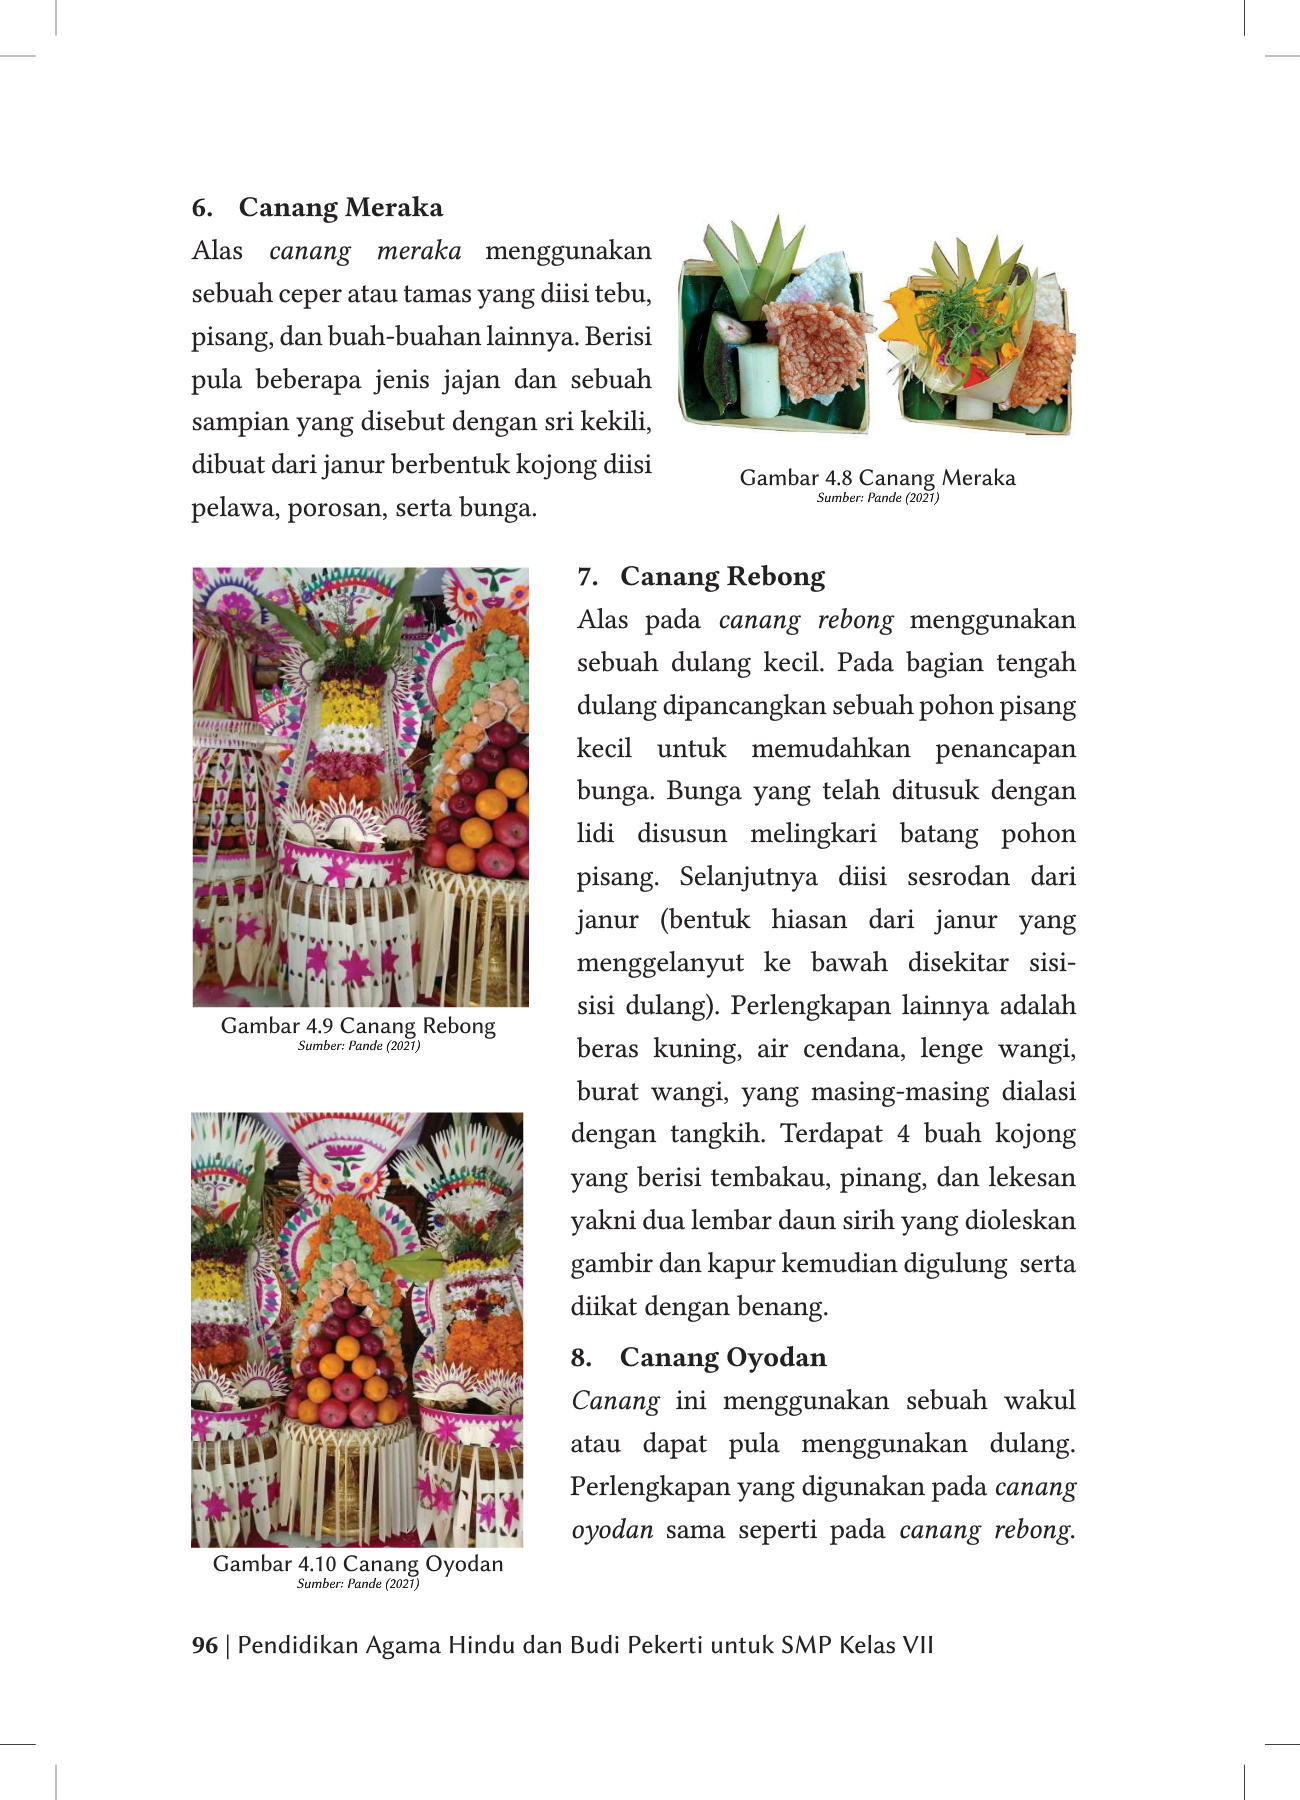 6. Canang Meraka
Alas canang meraka menggunakan
sebuah ceper atau tamas yang diisi tebu,
pisang, dan buah-buahan lainnya. Berisi
pula beberapa jenis jajan dan sebuah
sampian yang disebut dengan sri kekili,
dibuat dari janur berbentuk kojong diisi
pelawa, porosan, serta bunga.
Gambar 4.8 Canang Meraka
Sumber: Pande (2021)
Gambar 4.9 Canang Rebong
Sumber: Pande (2021)
7. Canang Rebong
Alas pada canang rebong menggunakan
sebuah dulang kecil. Pada bagian tengah
dulang dipancangkan sebuah pohon pisang
kecil untuk memudahkan penancapan
bunga. Bunga yang telah ditusuk dengan
lidi disusun melingkari batang pohon
pisang. Selanjutnya diisi sesrodan dari
janur (bentuk hiasan dari janur yang
menggelanyut ke bawah disekitar sisi-
sisi dulang). Perlengkapan lainnya adalah
beras kuning, air cendana, lenge wangi,
burat wangi, yang masing-masing dialasi
dengan tangkih. Terdapat 4 buah kojong
yang berisi tembakau, pinang, dan lekesan
yakni dua lembar daun sirih yang dioleskan
gambir dan kapur kemudian digulung serta
diikat dengan benang.
8. Canang Oyodan
Canang ini menggunakan sebuah wakul
atau dapat pula menggunakan dulang.
Perlengkapan yang digunakan pada canang
oyodan sama seperti pada canang rebong.
Gambar 4.10 Canang Oyodan
Sumber: Pande (2021)
96 | Pendidikan Agama Hindu dan Budi Pekerti untuk SMP Kelas VII